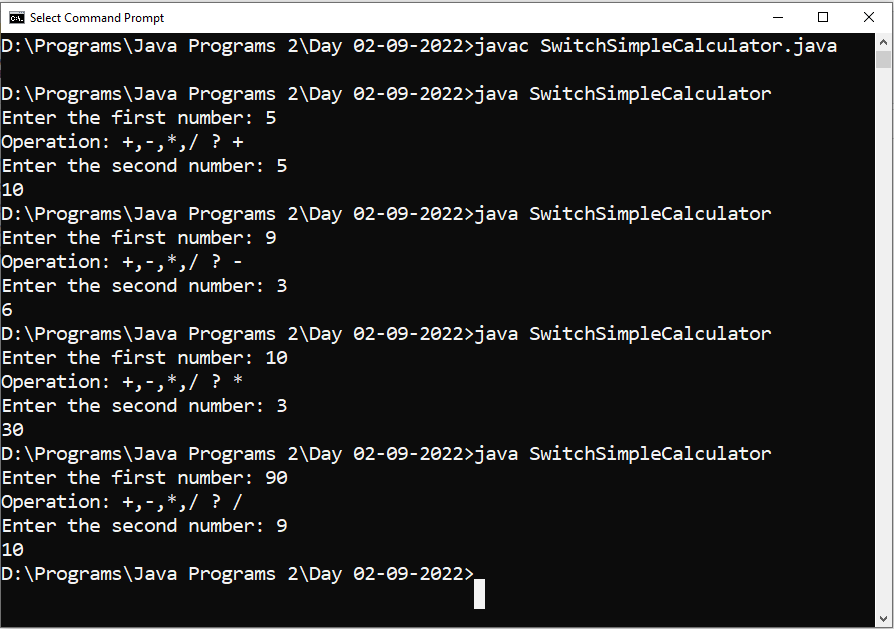 Select Command Prompt
D:\Programs\Java Programs 2\Day 02-09-2022>javac SwitchSimpleCalculator.java
D:\Programs\Java Programs 2\Day 02-09-2022>java SwitchSimpleCalculator
Enter the first number: 5
Operation: +,-,*,/ ? +
Enter the second number: 5
10
D:\Programs\Java Programs 2\Day 02-09-2022>java SwitchSimpleCalculator
Enter the first number: 9
Operation: +,-,*,/ ? -
Enter the second number: 3
6
D:\Programs\Java Programs 2\Day 02-09-2022>java SwitchSimpleCalculator
Enter the first number: 10
Operation: +,-,*,/ ? *
Enter the second number: 3
30
D:\Programs\Java Programs 2\Day 02-09-2022>java SwitchSimpleCalculator
Enter the first number: 90
Operation: +,-,*,/ ? /
Enter the second number: 9
10
D:\Programs\Java Programs 2\Day 02-09-2022>